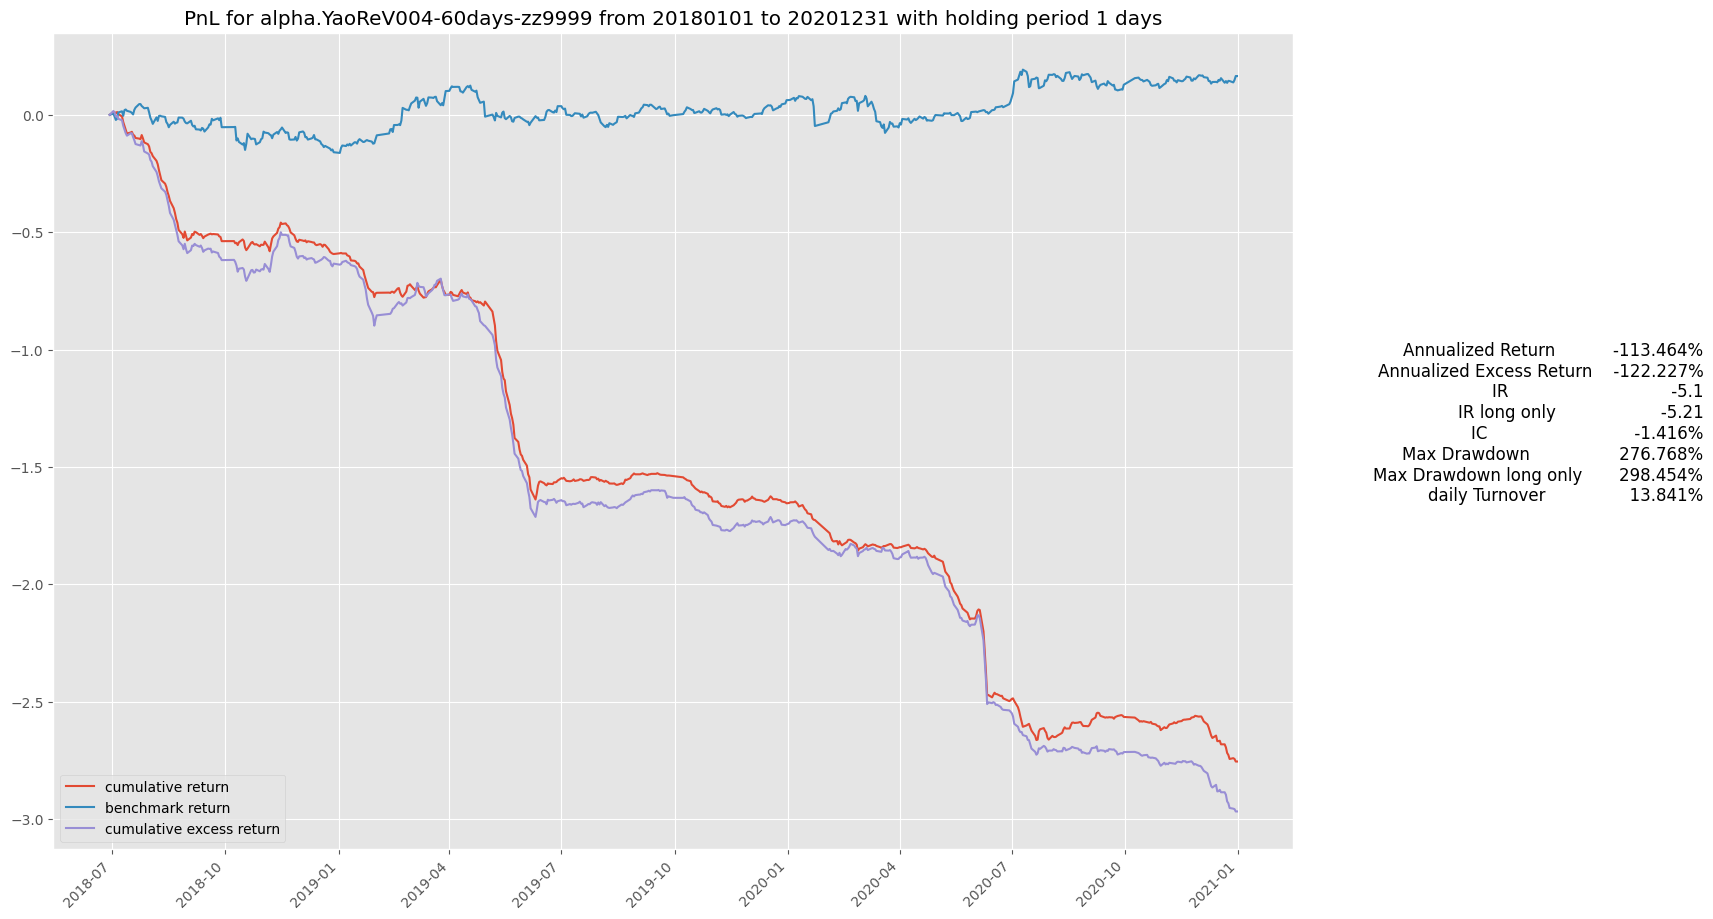 PnL for alpha.YaoReV004-60days-zz9999 from 20180101 to 20201231 with holding period 1 days
0.0
−0.5
−1.0
−1.5
−2.0
−2.5
−3.0
cumulative return
benchmark return
cumulative excess return
2018-07
2018-10
2019-01
2019-04
2019-07
2019-10
2020-01
2020-04
2020-07
2020-10
2021-01
Annualized Return -113.464%
Annualized Excess Return -122.227%
IR -5.1
IR long only -5.21
IC -1.416%
Max Drawdown 276.768%
Max Drawdown long only 298.454%
daily Turnover 13.841%